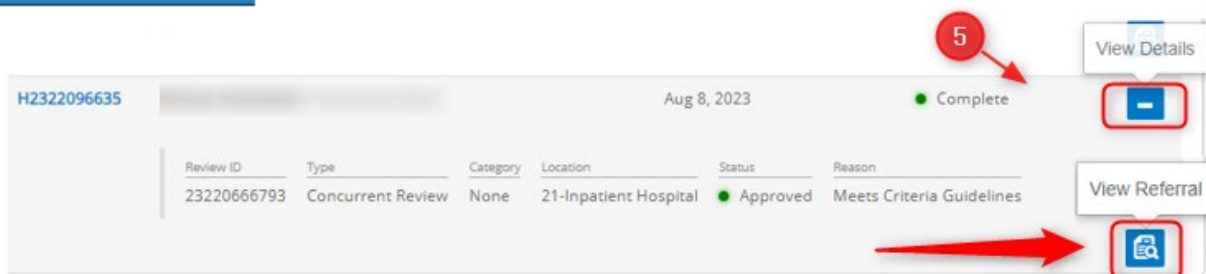 5
View Details
H2322096635 Aug 8, 2023 Complete
Review ID Type Category Location Status Reason
23220666793 Concurrent Review None 21-Inpatient Hospital Approved Meets Criteria Guidelines
View Referral